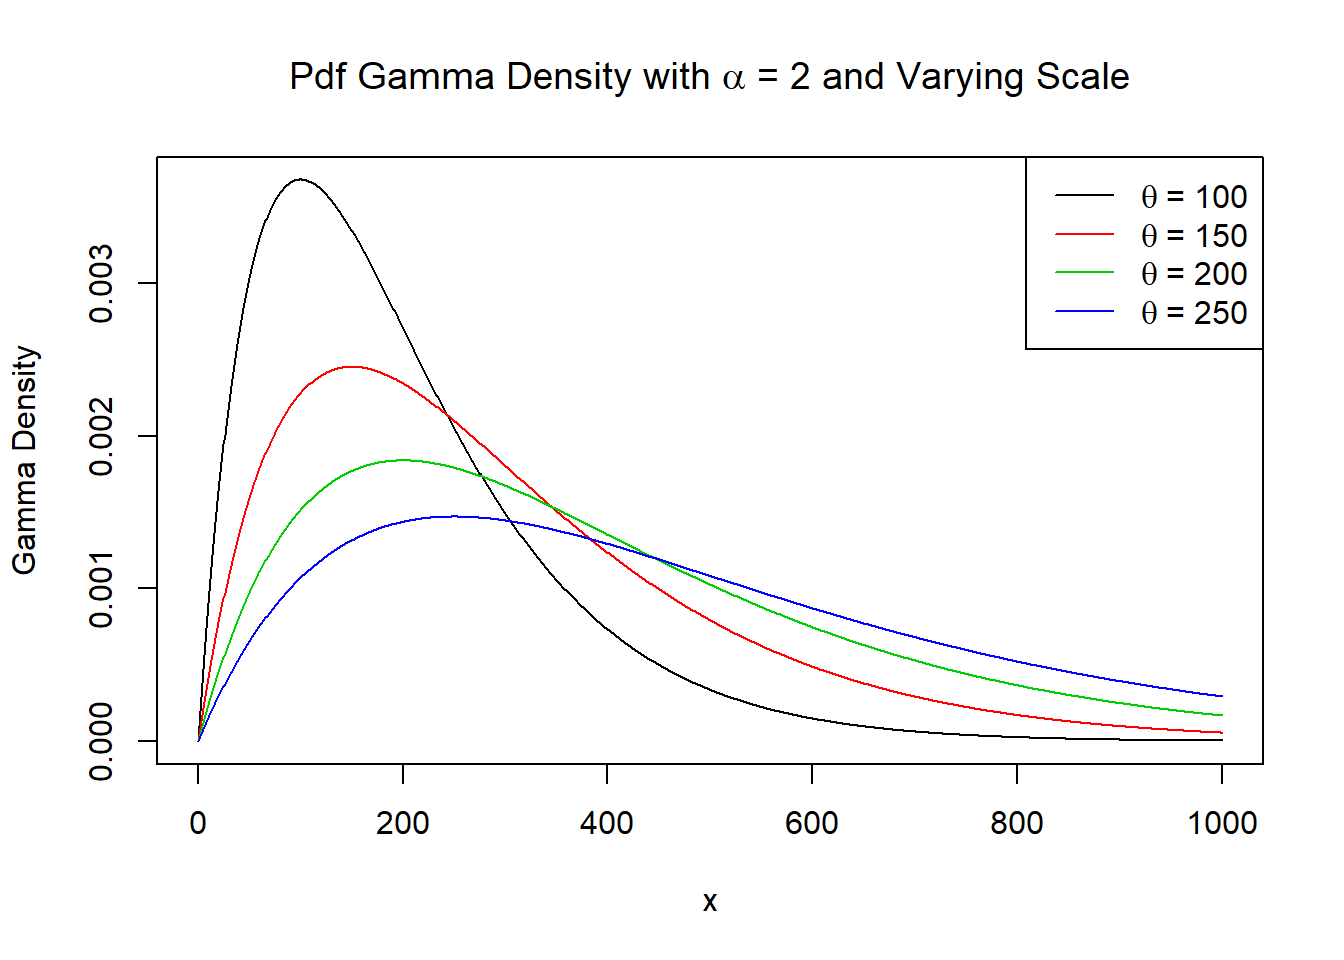 Pdf Gamma Density with α = 2 and Varying Scale
θ = 100
θ = 150
θ = 200
θ = 250
Gamma Density
0.003
0.002
0.001
0.000
0 200 400 600 800 1000
x